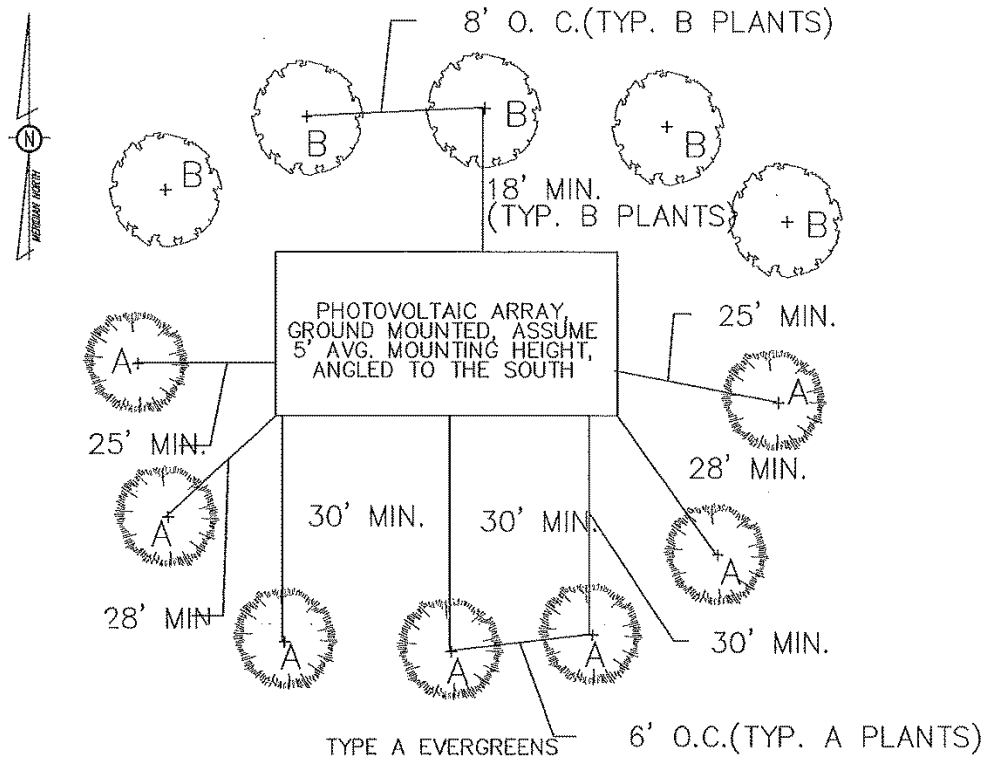 8' O. C.(TYP. B PLANTS)
N
MERIDIAN NORTH
B
B
B
B
B
18' MIN.
(TYP. B PLANTS)
PHOTOVOLTAIC ARRAY,
GROUND MOUNTED, ASSUME
5' AVG. MOUNTING HEIGHT,
ANGLED TO THE SOUTH
25' MIN.
A
A
25' MIN.
28' MIN.
30' MIN.
30' MIN.
A
A
28' MIN
A
A
A
30' MIN.
TYPE A EVERGREENS
6' O.C.(TYP. A PLANTS)